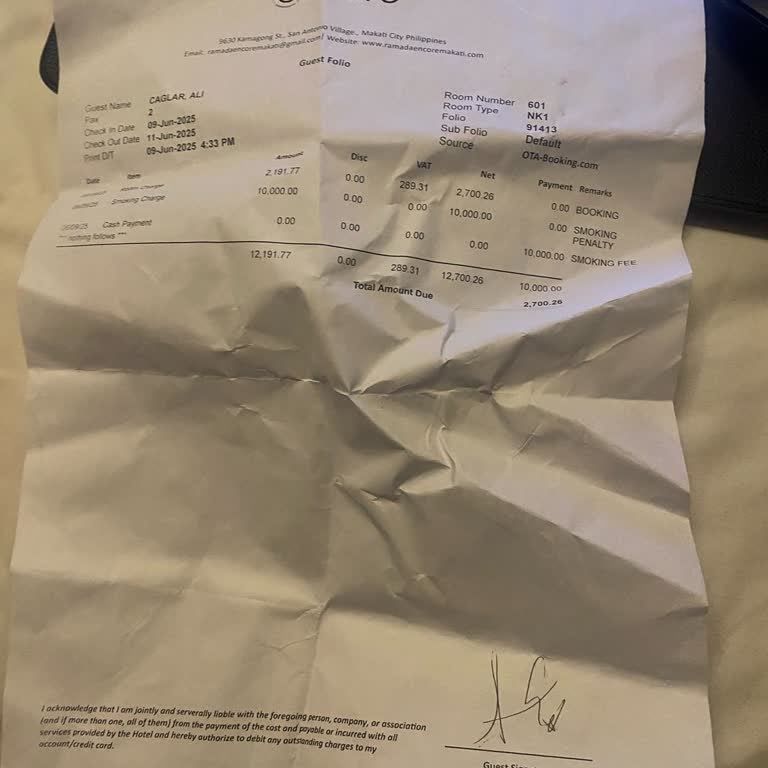 9630 Kamagong St., San Antonio Village., Makati City Philippines
Email: ramadaencoremakati@gmail.com/ Website: www.ramadaencoremakati.com
Guest Folio
Guest Name CAGLAR, ALI
Pax 2
Check In Date 09-Jun-2025
Check Out Date 11-Jun-2025
Print D/T 09-Jun-2025 4:33 PM
Room Number 601
Room Type NK1
Folio 91413
Sub Folio Default
Source OTA-Booking.com
Date Item Amount Disc VAT Net Payment Remarks
Room Charge 2,191.77 0.00 289.31 2,700.26 0.00 BOOKING
Smoking Charge 10,000.00 0.00 0.00 10,000.00 0.00 SMOKING
PENALTY
06/09/25 Cash Payment 0.00 0.00 0.00 0.00 10,000.00 SMOKING FEE
*** nothing follows ***
12,191.77 0.00 289.31 12,700.26 10,000.00
Total Amount Due 2,700.26
I acknowledge that I am jointly and serverally liable with the foregoing person, company, or association
(and if more than one, all of them) from the payment of the cost and payable or incurred with all
services provided by the Hotel and hereby authorize to debit any outstanding charges to my
account/credit card.
Guest